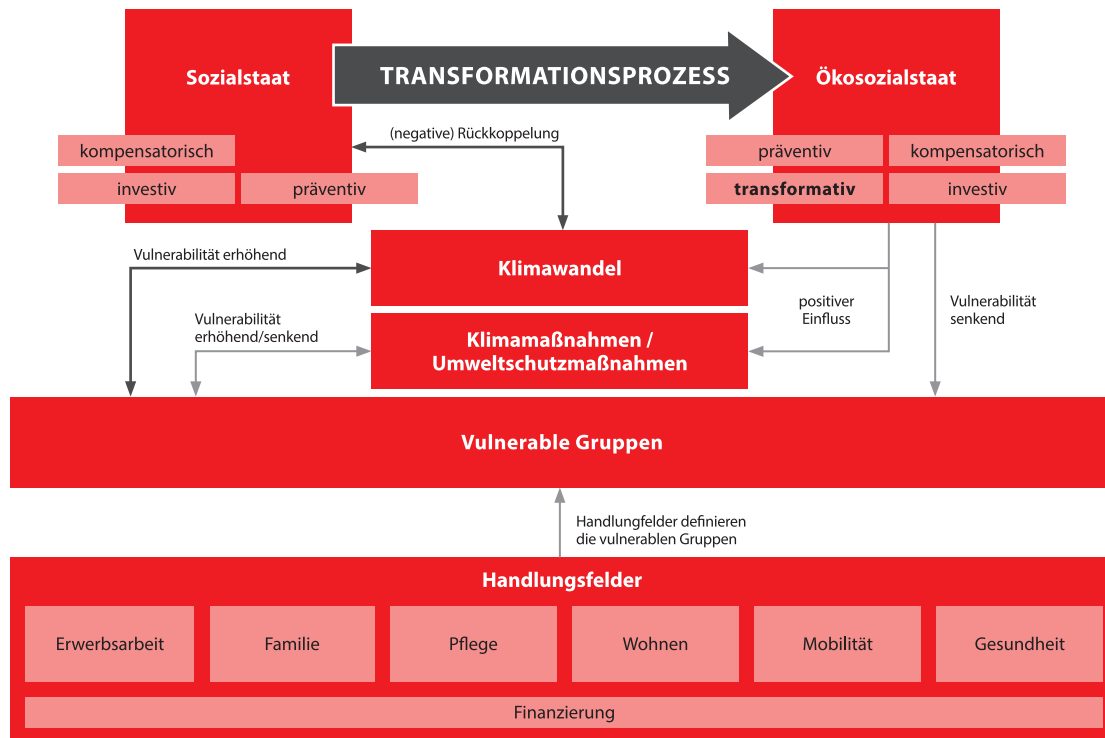 Sozialstaat
TRANSFORMATIONSPROZESS
Ökosozialstaat
(negative) Rückkoppelung
kompensatorisch
investiv
präventiv
präventiv
kompensatorisch
transformativ
investiv
Vulnerabilität erhöhend
Klimawandel
Vulnerabilität
erhöhend/senkend
Klimamaßnahmen /
Umweltschutzmaßnahmen
positiver
Einfluss
Vulnerabilität
senkend
Vulnerable Gruppen
Handlungfelder definieren
die vulnerablen Gruppen
Handlungsfelder
Erwerbsarbeit
Familie
Pflege
Wohnen
Mobilität
Gesundheit
Finanzierung